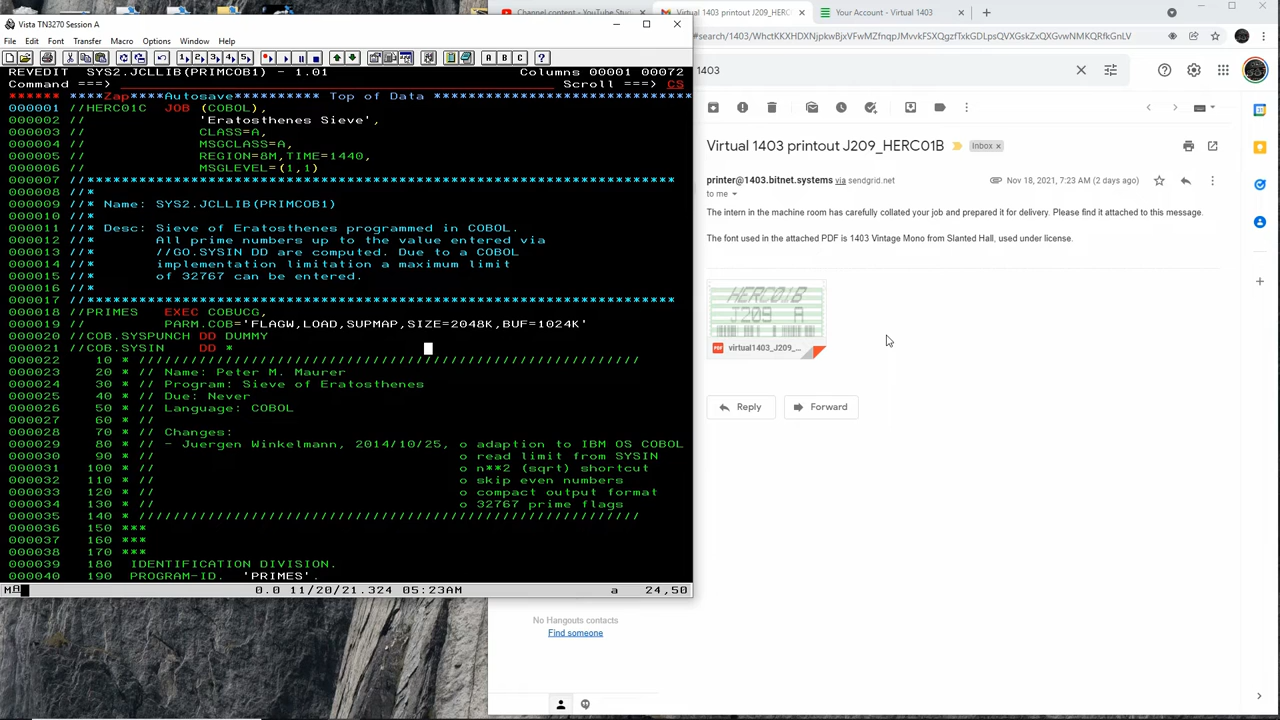 Vista TN3270 Session A
File Edit Font Transfer Macro Options Window Help
REVEDIT SYS2.JCLLIB(PRIMCOB1) - 1.01 Columns 00001 00072
Command ===> Scroll ===> CS
****** ****Zap****Autosave********** Top of Data *******************************
000001 //HERC01C JOB (COBOL),
000002 // 'Eratosthenes Sieve',
000003 // CLASS=A,
000004 // MSGCLASS=A,
000005 // REGION=8M,TIME=1440,
000006 // MSGLEVEL=(1,1)
000007 //********************************************************************
000008 //*
000009 //* Name: SYS2.JCLLIB(PRIMCOB1)
000010 //*
000011 //* Desc: Sieve of Eratosthenes programmed in COBOL.
000012 //* All prime numbers up to the value entered via
000013 //* //GO.SYSIN DD are computed. Due to a COBOL
000014 //* implementation limitation a maximum limit
000015 //* of 32767 can be entered.
000016 //*
000017 //********************************************************************
000018 //PRIMES EXEC COBUCG,
000019 // PARM.COB='FLAGW,LOAD,SUPMAP,SIZE=2048K,BUF=1024K'
000020 //COB.SYSPUNCH DD DUMMY
000021 //COB.SYSIN DD *
000022 10 * //////////////////////////////////////////////////////////
000023 20 * // Name: Peter M. Maurer
000024 30 * // Program: Sieve of Eratosthenes
000025 40 * // Due: Never
000026 50 * // Language: COBOL
000027 60 * //
000028 70 * // Changes:
000029 80 * // - Juergen Winkelmann, 2014/10/25, o adaption to IBM OS COBOL
000030 90 * // o read limit from SYSIN
000031 100 * // o n**2 (sqrt) shortcut
000032 110 * // o skip even numbers
000033 120 * // o compact output format
000034 130 * // o 32767 prime flags
000035 140 * //////////////////////////////////////////////////////////
000036 150 ***
000037 160 ***
000038 170 ***
000039 180 IDENTIFICATION DIVISION.
000040 190 PROGRAM-ID. 'PRIMES'.
0.0 11/20/21.324 05:23AM a 24,50
Channel content - YouTube Stu
Virtual 1403 printout J209_HERC01
Your Account - Virtual 1403
1403
Virtual 1403 printout J209_HERC01B
Inbox ×
printer@1403.bitnet.systems via sendgrid.net
Nov 18, 2021, 7:23 AM (2 days ago)
to me
The intern in the machine room has carefully collated your job and prepared it for delivery. Please find it attached to this message.
The font used in the attached PDF is 1403 Vintage Mono from Slanted Hall, used under license.
HERC01B
J209 A
PDF virtual1403_J209_...
Reply
Forward
No Hangouts contacts
Find someone